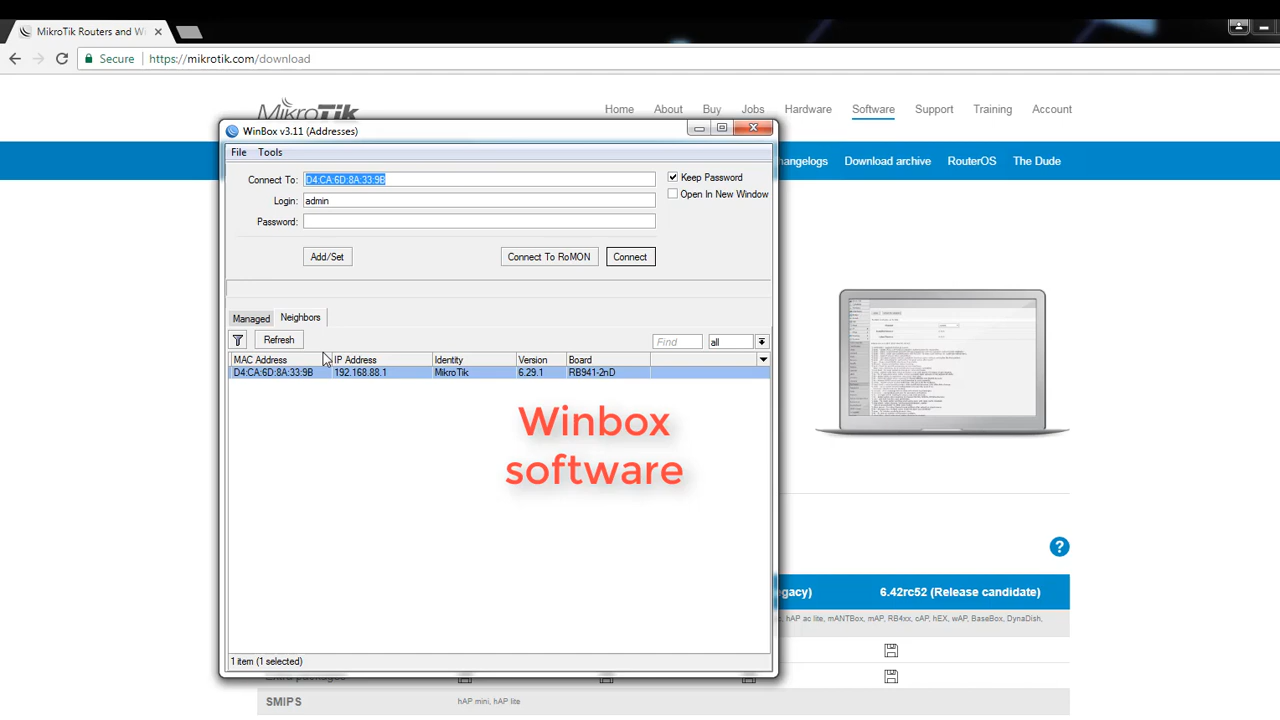 MikroTik Routers and W
Secure
https://mikrotik.com/download
MikroTik
Home About Buy Jobs Hardware Software Support Training Account
hangelogs Download archive RouterOS The Dude
WinBox v3.11 (Addresses)
File Tools
Connect To: D4:CA:6D:8A:33:9B
Keep Password
Login: admin
Open In New Window
Password:
Add/Set Connect To RoMON Connect
Managed Neighbors
Refresh Find all
MAC Address IP Address Identity Version Board
D4:CA:6D:8A:33:9B 192.168.88.1 MikroTik 6.29.1 RB941-2nD
Winbox
software
1 item (1 selected)
?
egacy) 6.42rc52 (Release candidate)
hAP ac lite, mANTBox, mAP, RB4xx, cAP, hEX, wAP, BaseBox, DynaDish,
Extra packages
SMIPS hAP mini, hAP lite